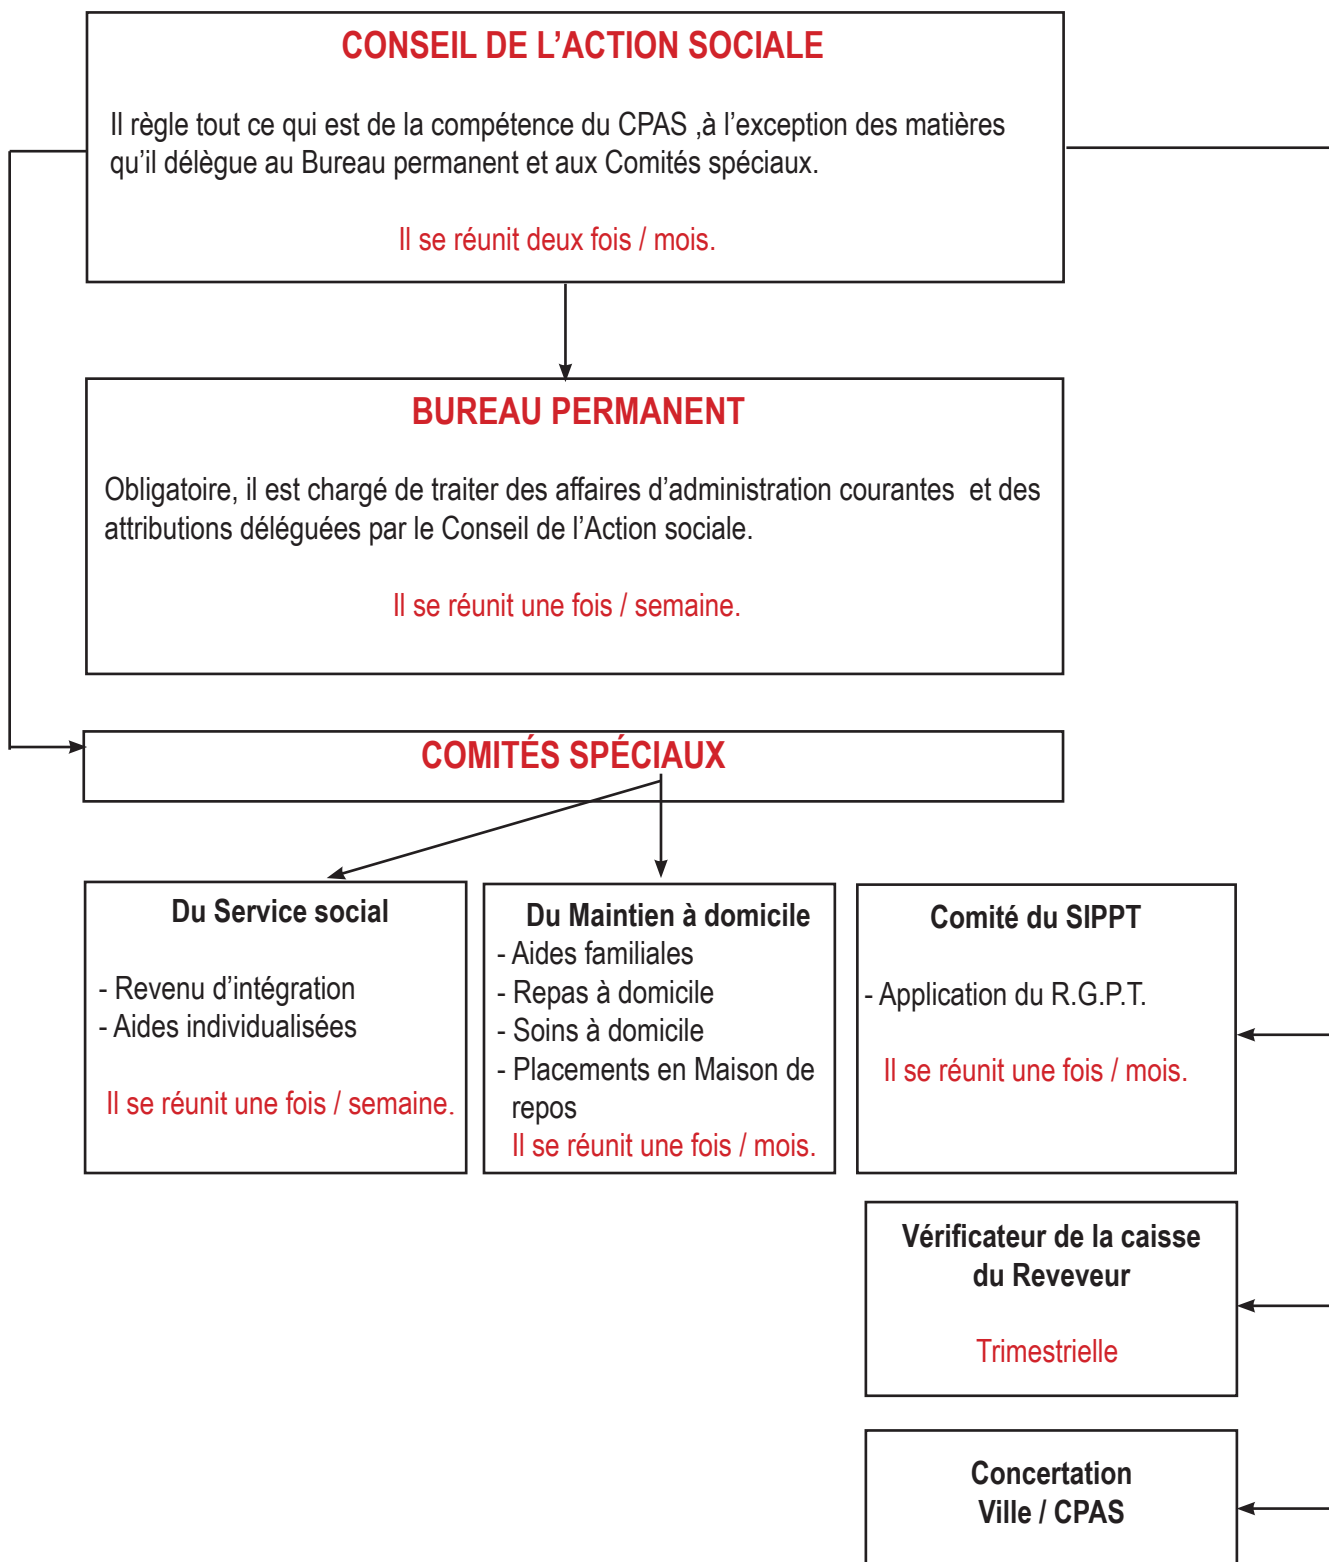 CONSEIL DE L’ACTION SOCIALE
Il règle tout ce qui est de la compétence du CPAS ,à l’exception des matières
qu’il délègue au Bureau permanent et aux Comités spéciaux.
Il se réunit deux fois / mois.
BUREAU PERMANENT
Obligatoire, il est chargé de traiter des affaires d’administration courantes  et des
attributions déléguées par le Conseil de l’Action sociale.
Il se réunit une fois / semaine.
COMITÉS SPÉCIAUX
Du Service social
- Revenu d’intégration
- Aides individualisées
Il se réunit une fois / semaine.
Du Maintien à domicile
- Aides familiales
- Repas à domicile
- Soins à domicile
- Placements en Maison de
repos
Il se réunit une fois / mois.
Comité du SIPPT
- Application du R.G.P.T.
Il se réunit une fois / mois.
Vérificateur de la caisse
du Reveveur
Trimestrielle
Concertation
Ville / CPAS